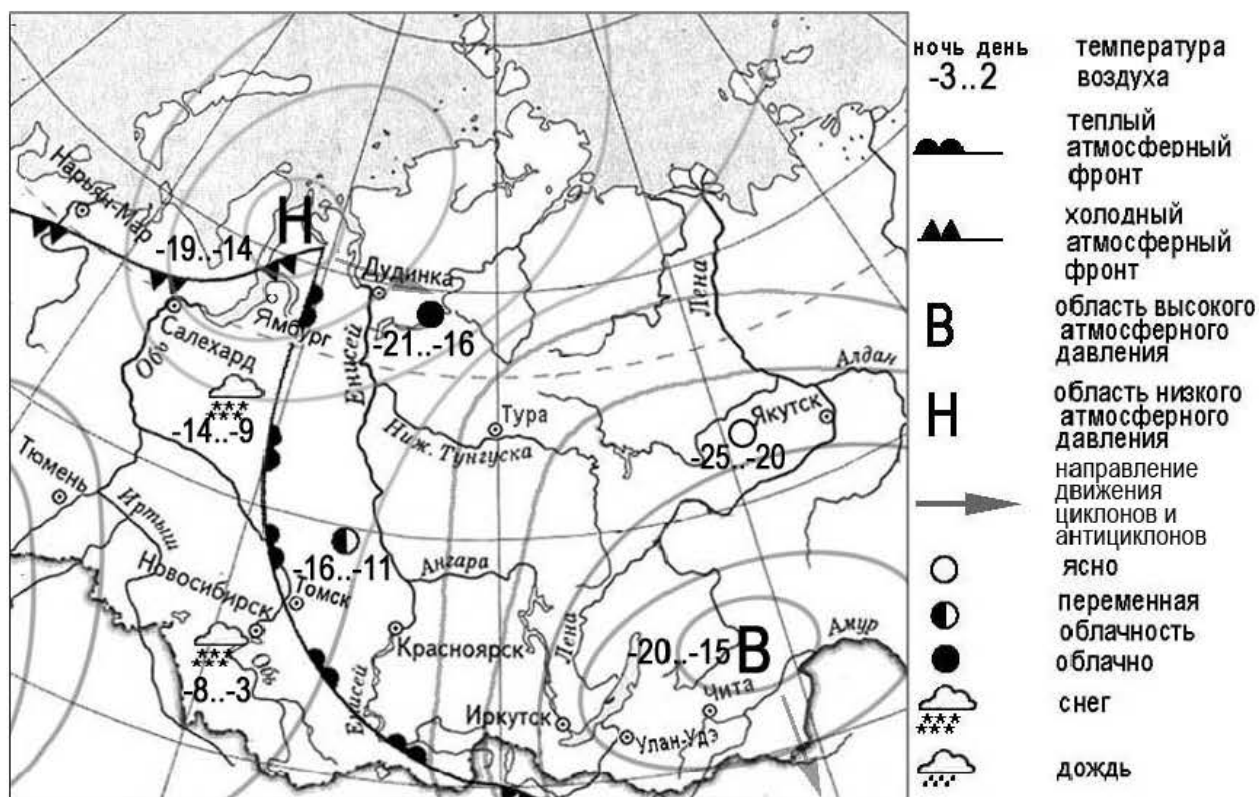 Нарьян-Мар
Н
-19..-14
Дудинка
Салехард
Ямбург
Обь
Енисей
-21..-16
Лена
Алдан
-14..-9
Тура
Ниж. Тунгуска
Якутск
-25..-20
Тюмень
Иртыш
Новосибирск
-16..-11
Томск
Ангара
Красноярск
Лена
Амур
-20..-15
В
Обь
-8..-3
Енисей
Иркутск
Чита
Улан-Удэ
ночь день
-3..2
температура
воздуха
теплый
атмосферный
фронт
холодный
атмосферный
фронт
В
область высокого
атмосферного
давления
Н
область низкого
атмосферного
давления
направление
движения
циклонов и
антициклонов
ясно
переменная
облачность
облачно
снег
дождь